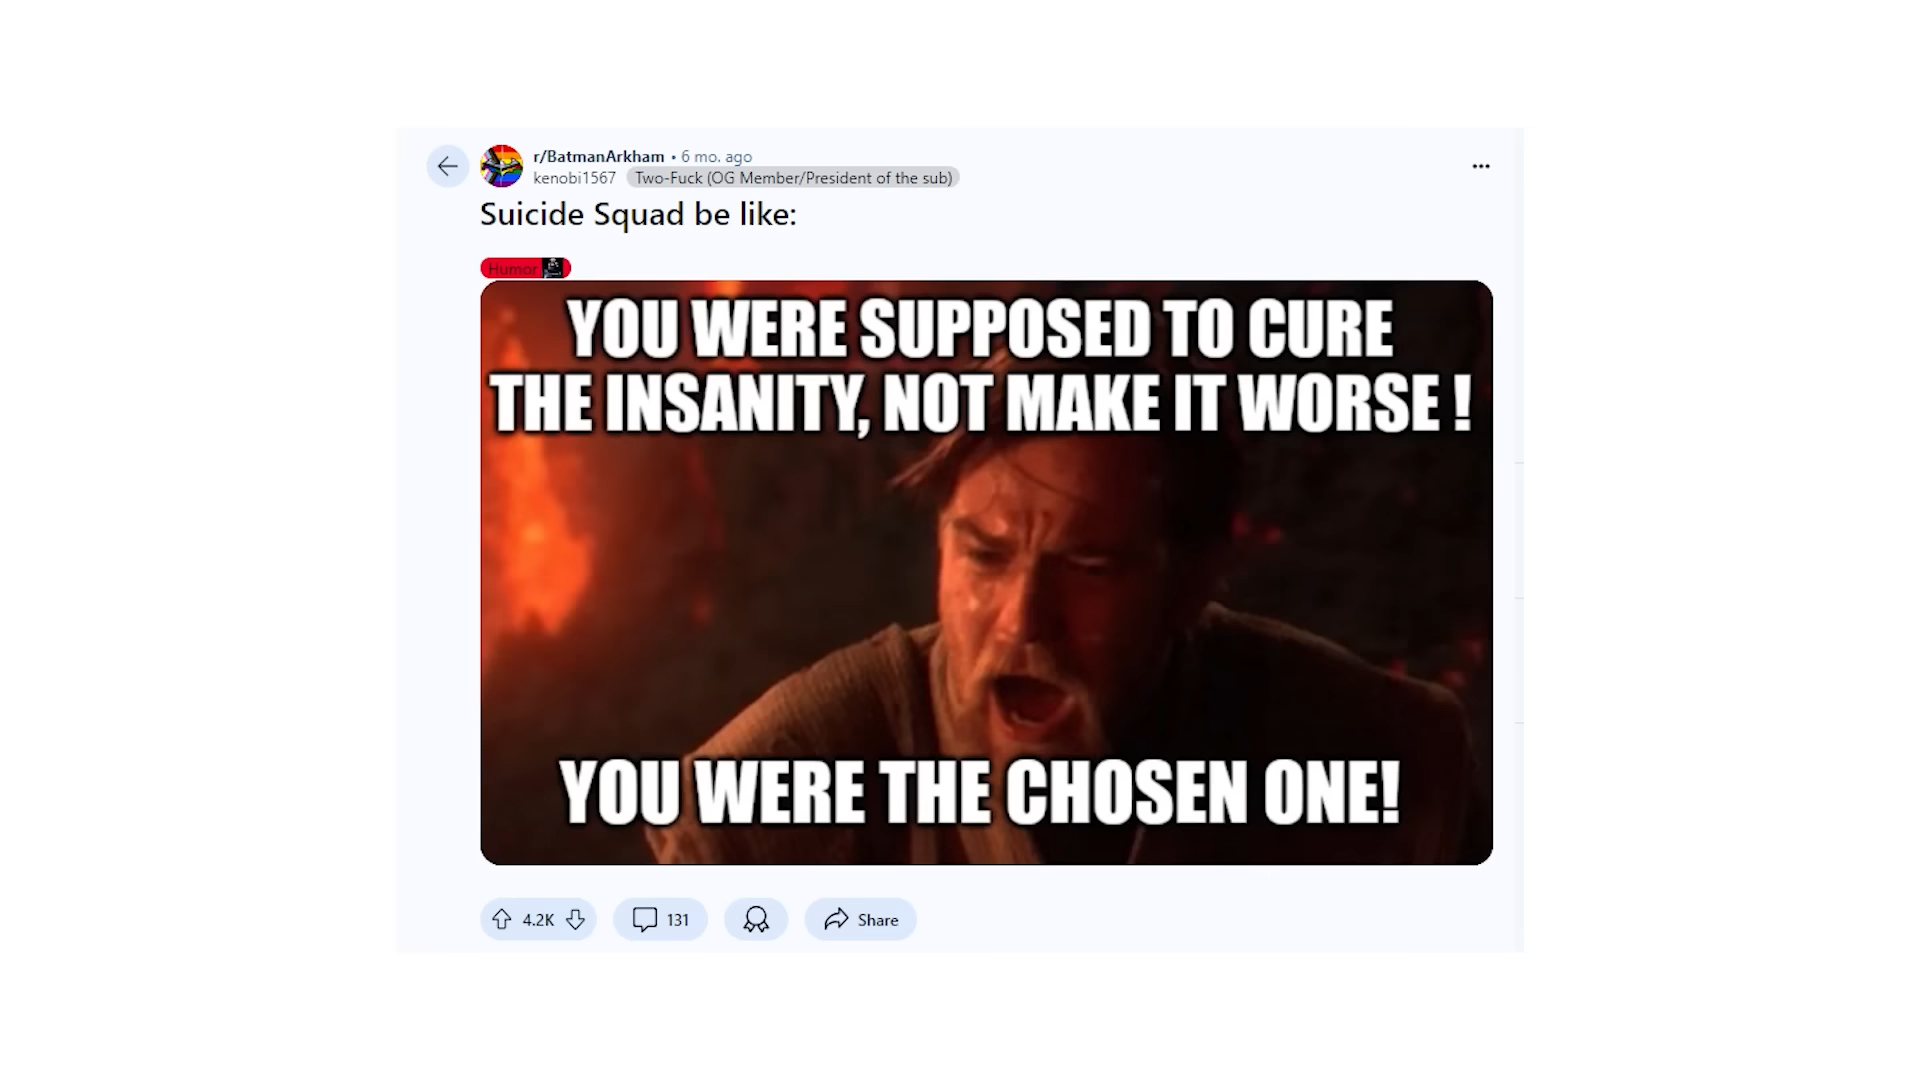 r/BatmanArkham • 6 mo. ago
kenobi1567 Two-Fuck (OG Member/President of the sub)
Suicide Squad be like:
Humor
YOU WERE SUPPOSED TO CURE
THE INSANITY, NOT MAKE IT WORSE !
YOU WERE THE CHOSEN ONE!
4.2K 131 Share